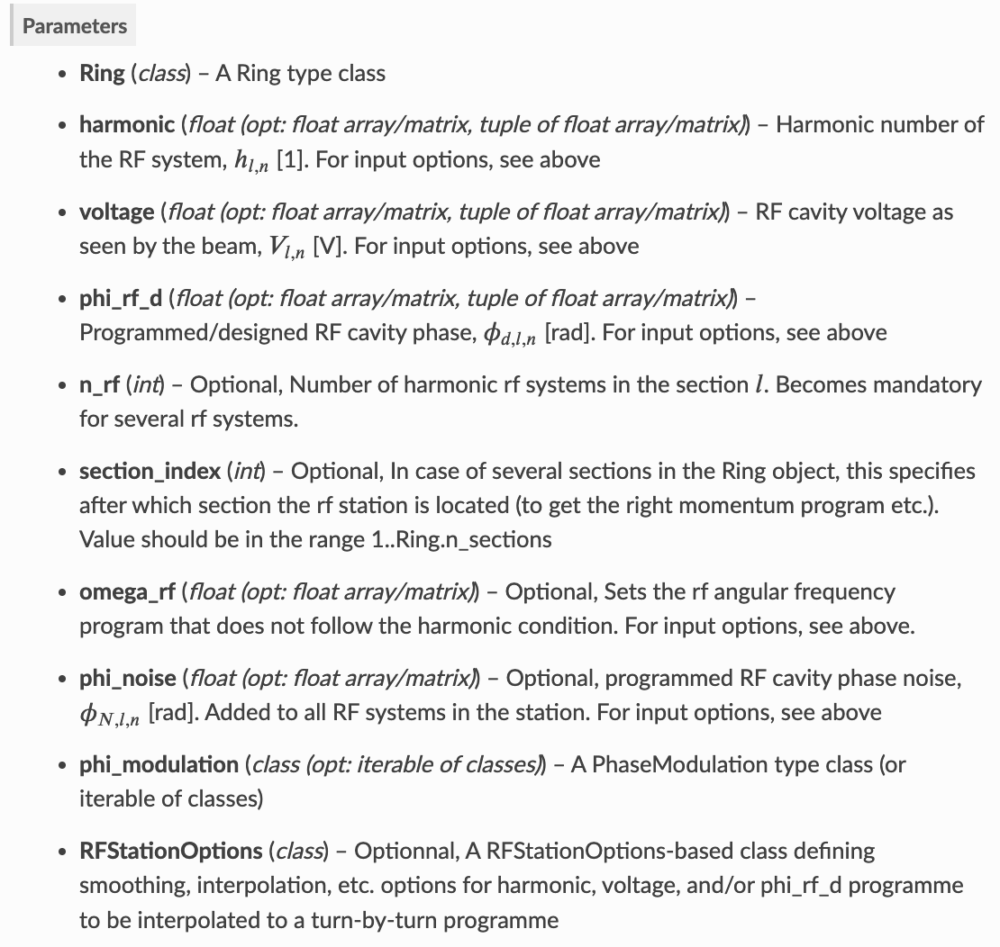 Parameters
• Ring (class) – A Ring type class
• harmonic (float (opt: float array/matrix, tuple of float array/matrix)) – Harmonic number of
the RF system, h_{l,n} [1]. For input options, see above
• voltage (float (opt: float array/matrix, tuple of float array/matrix)) – RF cavity voltage as
seen by the beam, V_{l,n} [V]. For input options, see above
• phi_rf_d (float (opt: float array/matrix, tuple of float array/matrix)) –
Programmed/designed RF cavity phase, ϕ_{d,l,n} [rad]. For input options, see above
• n_rf (int) – Optional, Number of harmonic rf systems in the section l. Becomes mandatory
for several rf systems.
• section_index (int) – Optional, In case of several sections in the Ring object, this specifies
after which section the rf station is located (to get the right momentum program etc.).
Value should be in the range 1..Ring.n_sections
• omega_rf (float (opt: float array/matrix)) – Optional, Sets the rf angular frequency
program that does not follow the harmonic condition. For input options, see above.
• phi_noise (float (opt: float array/matrix)) – Optional, programmed RF cavity phase noise,
ϕ_{N,l,n} [rad]. Added to all RF systems in the station. For input options, see above
• phi_modulation (class (opt: iterable of classes)) – A PhaseModulation type class (or
iterable of classes)
• RFStationOptions (class) – Optionnal, A RFStationOptions-based class defining
smoothing, interpolation, etc. options for harmonic, voltage, and/or phi_rf_d programme
to be interpolated to a turn-by-turn programme